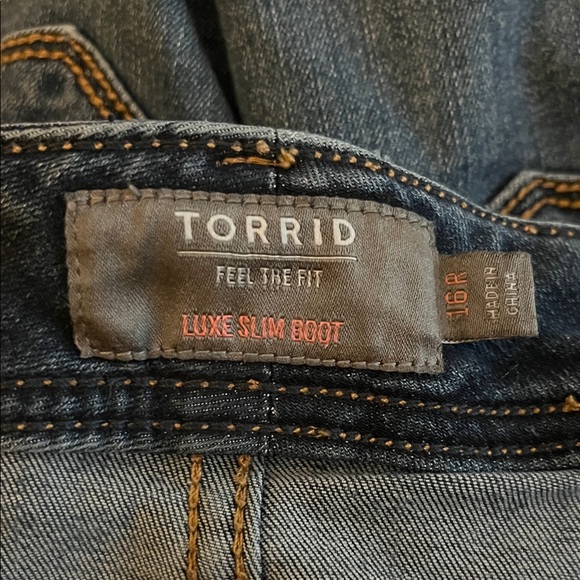 TORRID
FEEL THE FIT
LUXE SLIM BOOT
16R
MADE IN
CHINA